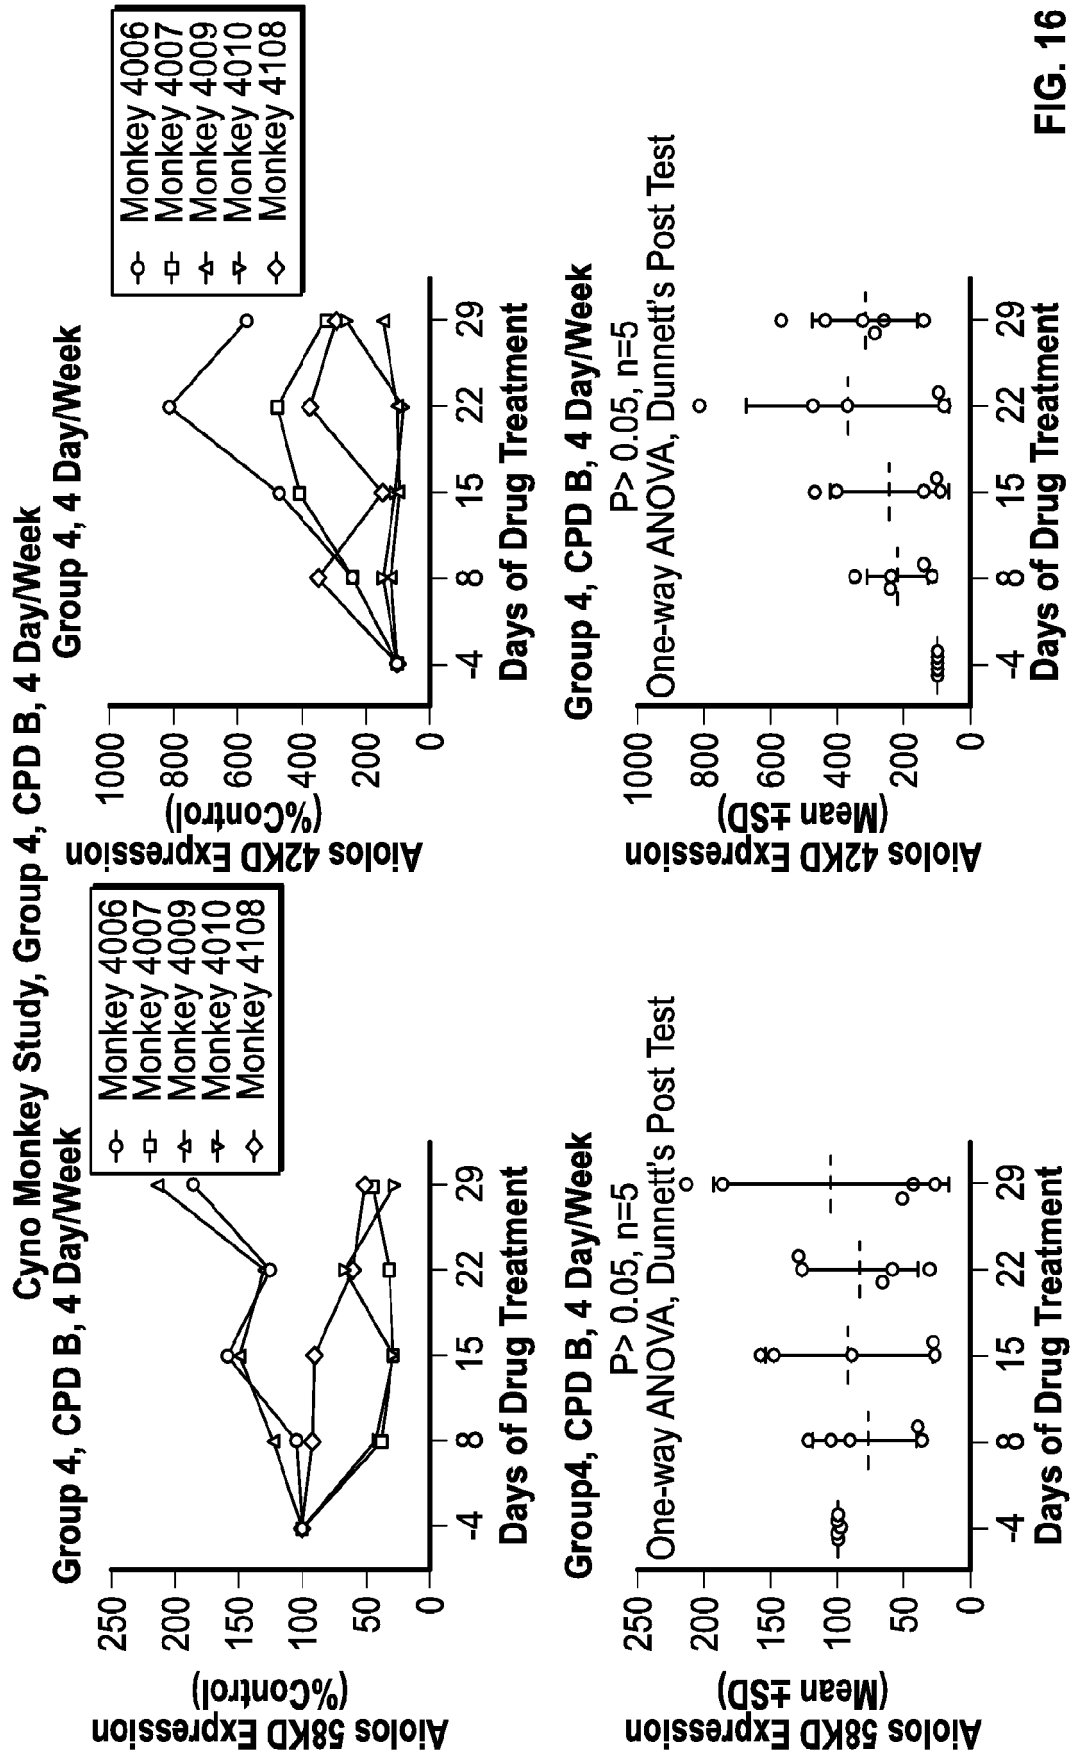 Cyno Monkey Study, Group 4, CPD B, 4 Day/Week
Group 4, CPD B, 4 Day/Week
Monkey 4006
Monkey 4007
Monkey 4009
Monkey 4010
Monkey 4108
Aiolos 58KD Expression
(%Control)
250
200
150
100
50
0
-4 8 15 22 29
Days of Drug Treatment
Group 4, 4 Day/Week
Monkey 4006
Monkey 4007
Monkey 4009
Monkey 4010
Monkey 4108
Aiolos 42KD Expression
(%Control)
1000
800
600
400
200
0
-4 8 15 22 29
Days of Drug Treatment
Group4, CPD B, 4 Day/Week
P> 0.05, n=5
One-way ANOVA, Dunnett's Post Test
Aiolos 58KD Expression
(Mean ±SD)
250
200
150
100
50
0
-4 8 15 22 29
Days of Drug Treatment
Group 4, CPD B, 4 Day/Week
P> 0.05, n=5
One-way ANOVA, Dunnett's Post Test
Aiolos 42KD Expression
(Mean ±SD)
1000
800
600
400
200
0
-4 8 15 22 29
Days of Drug Treatment
FIG. 16